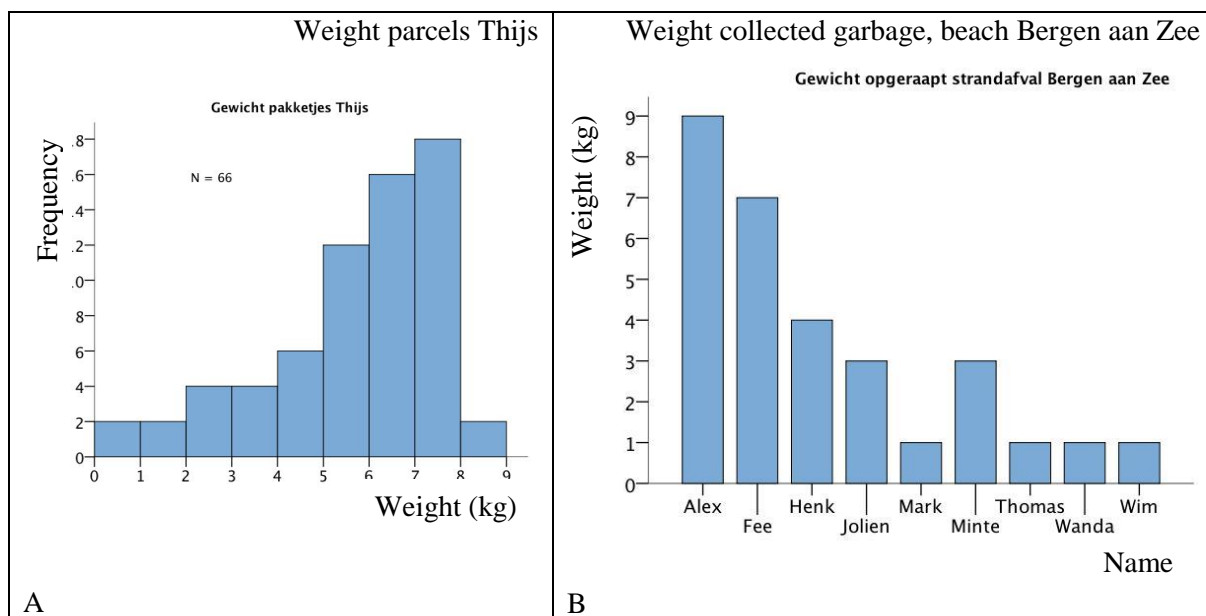 Weight parcels Thijs
Gewicht pakketjes Thijs
Frequency
.8
.6
.4
.2
.0
8
6
4
2
0
N = 66
0 1 2 3 4 5 6 7 8 9
Weight (kg)
A
Weight collected garbage, beach Bergen aan Zee
Gewicht opgeraapt strandafval Bergen aan Zee
Weight (kg)
9
8
7
6
5
4
3
2
1
0
Alex Fee Henk Jolien Mark Minte Thomas Wanda Wim
Name
B